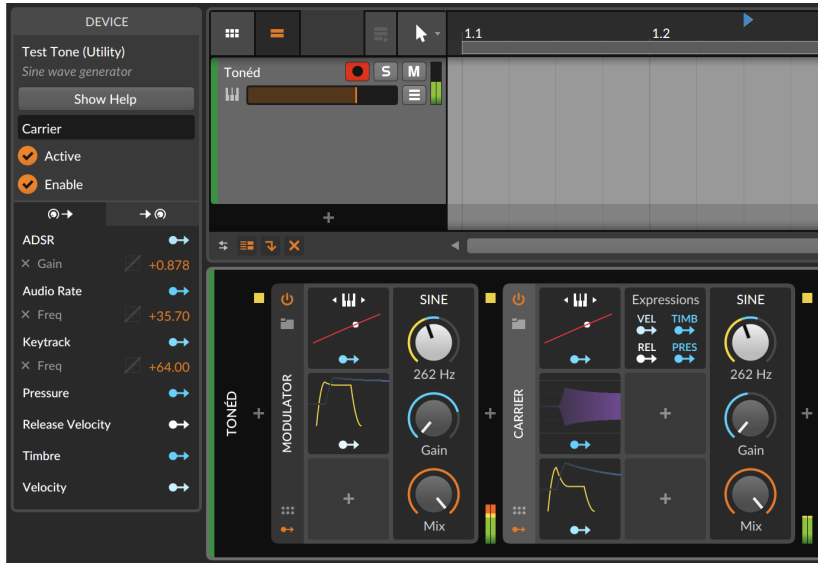 DEVICE
Test Tone (Utility)
Sine wave generator
Show Help
Carrier
Active
Enable
ADSR
Gain
+0.878
Audio Rate
Freq
+35.70
Keytrack
Freq
+64.00
Pressure
Release Velocity
Timbre
Velocity
1.1
1.2
Tonéd
S
M
TONÉD
MODULATOR
SINE
262 Hz
Gain
Mix
CARRIER
Expressions
VEL
TIMB
REL
PRES
SINE
262 Hz
Gain
Mix